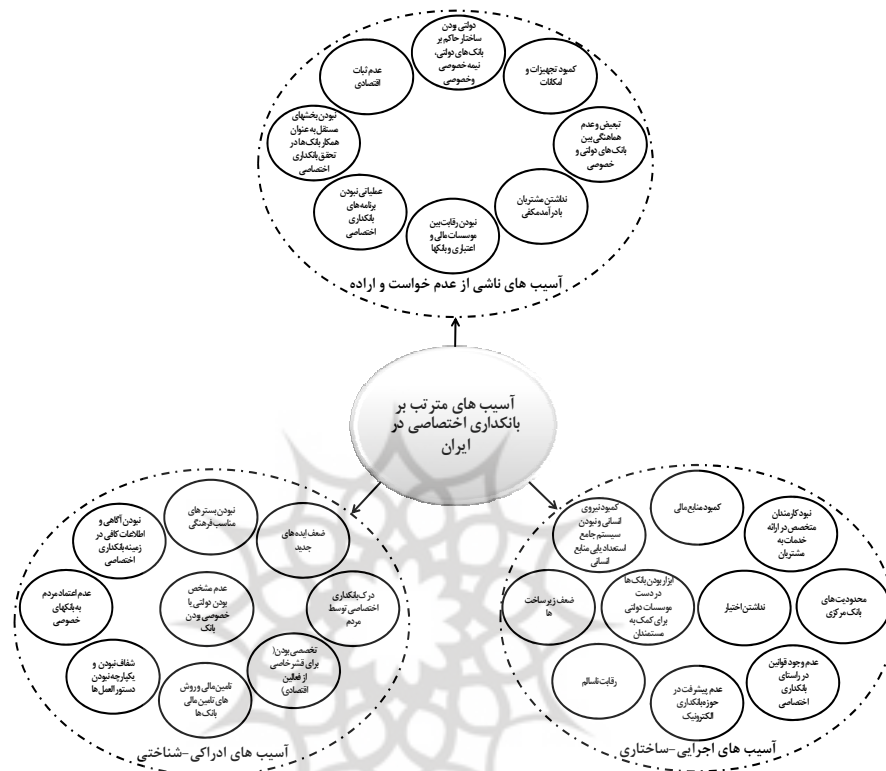 دولتی بودن
ساختار حاکم بر
بانک‌های دولتی،
نیمه خصوصی
وخصوصی
کمبود تجهیزات و
امکانات
تبعیض و عدم
هماهنگی بین
بانک‌های دولتی و
خصوصی
نداشتن مشتریان
با درآمد مکفی
نبودن رقابت بین
موسسات مالی و
اعتباری و بانکها
عملیاتی نبودن
برنامه‌های
بانکداری
اختصاصی
نبودن بخشهای
مستقل به عنوان
همکار بانک‌ها در
تحقق بانکداری
اختصاصی
عدم ثبات
اقتصادی
آسیب های ناشی از عدم خواست و اراده
آسیب های مترتب بر
بانکداری اختصاصی در
ایران
کمبود منابع مالی
نبود کارمندان
متخصص در ارائه
خدمات به
مشتریان
کمبود نیروی
انسانی و نبودن
سیستم جامع
استعدادیابی منابع
انسانی
محدودیت‌های
بانک مرکزی
نداشتن اختیار
ابزار بودن بانک‌ها
در دست
موسسات دولتی
برای کمک به
مستمندان
ضعف زیرساخت
ها
عدم وجود قوانین
در راستای
بانکداری
اختصاصی
عدم پیشرفت در
حوزه بانکداری
الکترونیک
رقابت ناسالم
آسیب های اجرایی-ساختاری
نبودن بسترهای
مناسب فرهنگی
ضعف ایده‌های
جدید
نبودن آگاهی و
اطلاعات کافی در
زمینه بانکداری
اختصاصی
درک بانکداری
اختصاصی توسط
مردم
عدم مشخص
بودن دولتی یا
خصوصی بودن
بانک
عدم اعتماد مردم
به بانکهای
خصوصی
تخصصی بودن(
برای قشر خاصی
از فعالین
اقتصادی)
تامین مالی و روش
های تامین مالی
بانک‌ها
شفاف نبودن و
یکپارچه نبودن
دستورالعمل‌ها
آسیب های ادراکی-شناختی